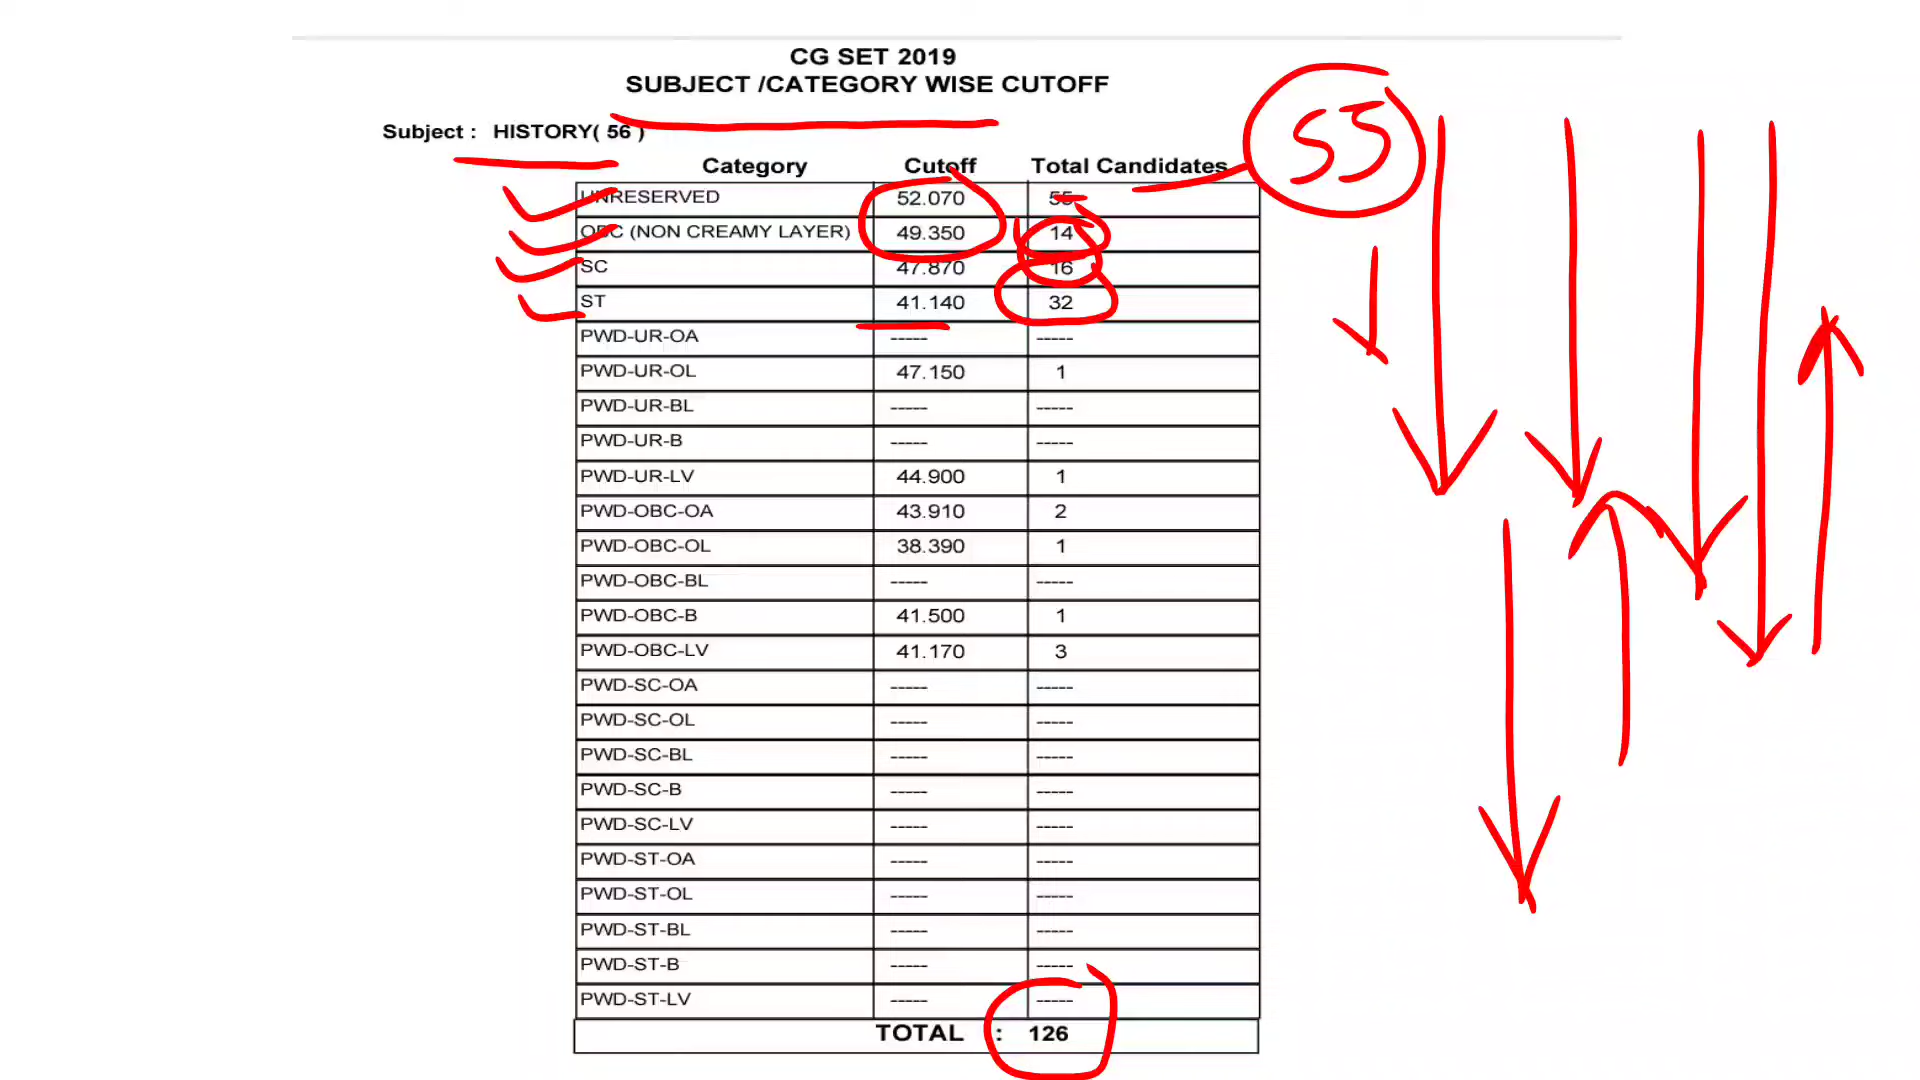 CG SET 2019
SUBJECT /CATEGORY WISE CUTOFF
55
Subject : HISTORY( 56 )
Category Cutoff Total Candidates
UNRESERVED 52.070 55
OBC (NON CREAMY LAYER) 49.350 14
SC 47.870 16
ST 41.140 32
PWD-UR-OA ----- -----
PWD-UR-OL 47.150 1
PWD-UR-BL ----- -----
PWD-UR-B ----- -----
PWD-UR-LV 44.900 1
PWD-OBC-OA 43.910 2
PWD-OBC-OL 38.390 1
PWD-OBC-BL ----- -----
PWD-OBC-B 41.500 1
PWD-OBC-LV 41.170 3
PWD-SC-OA ----- -----
PWD-SC-OL ----- -----
PWD-SC-BL ----- -----
PWD-SC-B ----- -----
PWD-SC-LV ----- -----
PWD-ST-OA ----- -----
PWD-ST-OL ----- -----
PWD-ST-BL ----- -----
PWD-ST-B ----- -----
PWD-ST-LV ----- -----
TOTAL : 126